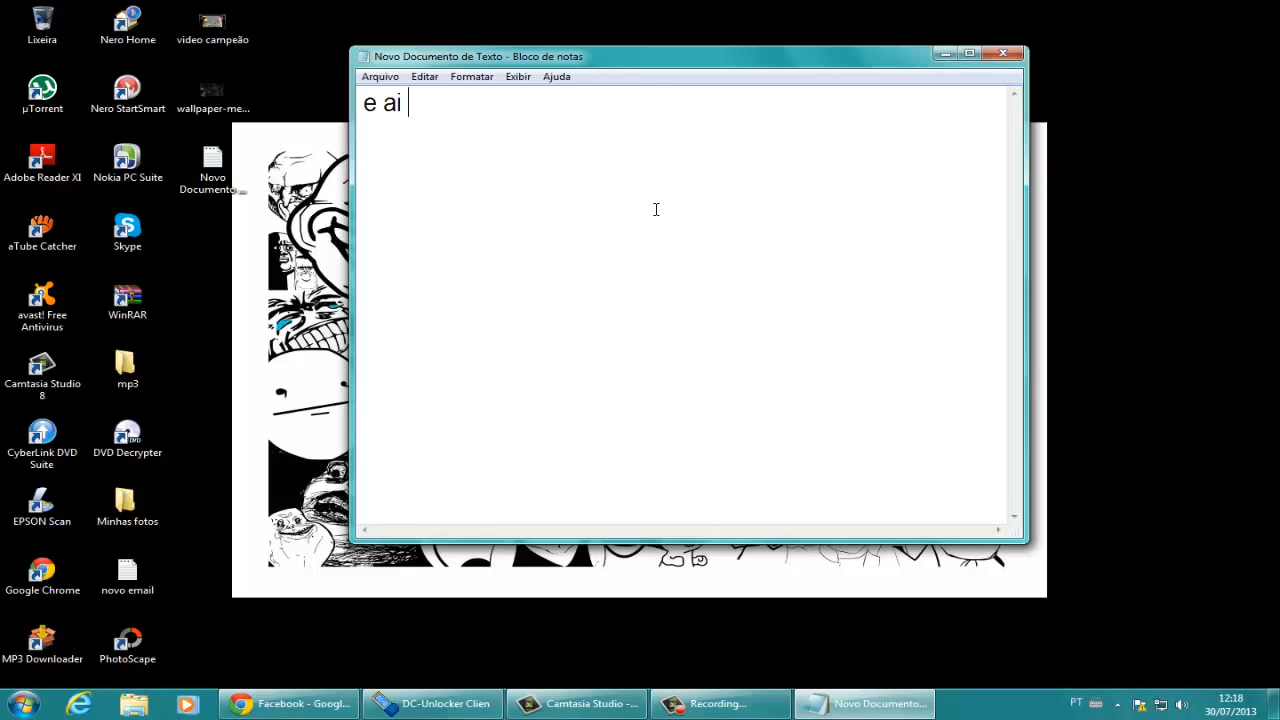 Lixeira
Nero Home
video campeão
µTorrent
Nero StartSmart
wallpaper-me...
Adobe Reader XI
Nokia PC Suite
Novo
Documento
aTube Catcher
Skype
avast! Free
Antivirus
WinRAR
Camtasia Studio
8
mp3
CyberLink DVD
Suite
DVD Decrypter
EPSON Scan
Minhas fotos
Google Chrome
novo email
MP3 Downloader
PhotoScape
Novo Documento de Texto - Bloco de notas
Arquivo Editar Formatar Exibir Ajuda
e ai
Facebook - Googl...
DC-Unlocker Clien
Camtasia Studio -...
Recording...
Novo Documento...
PT
12:18
30/07/2013